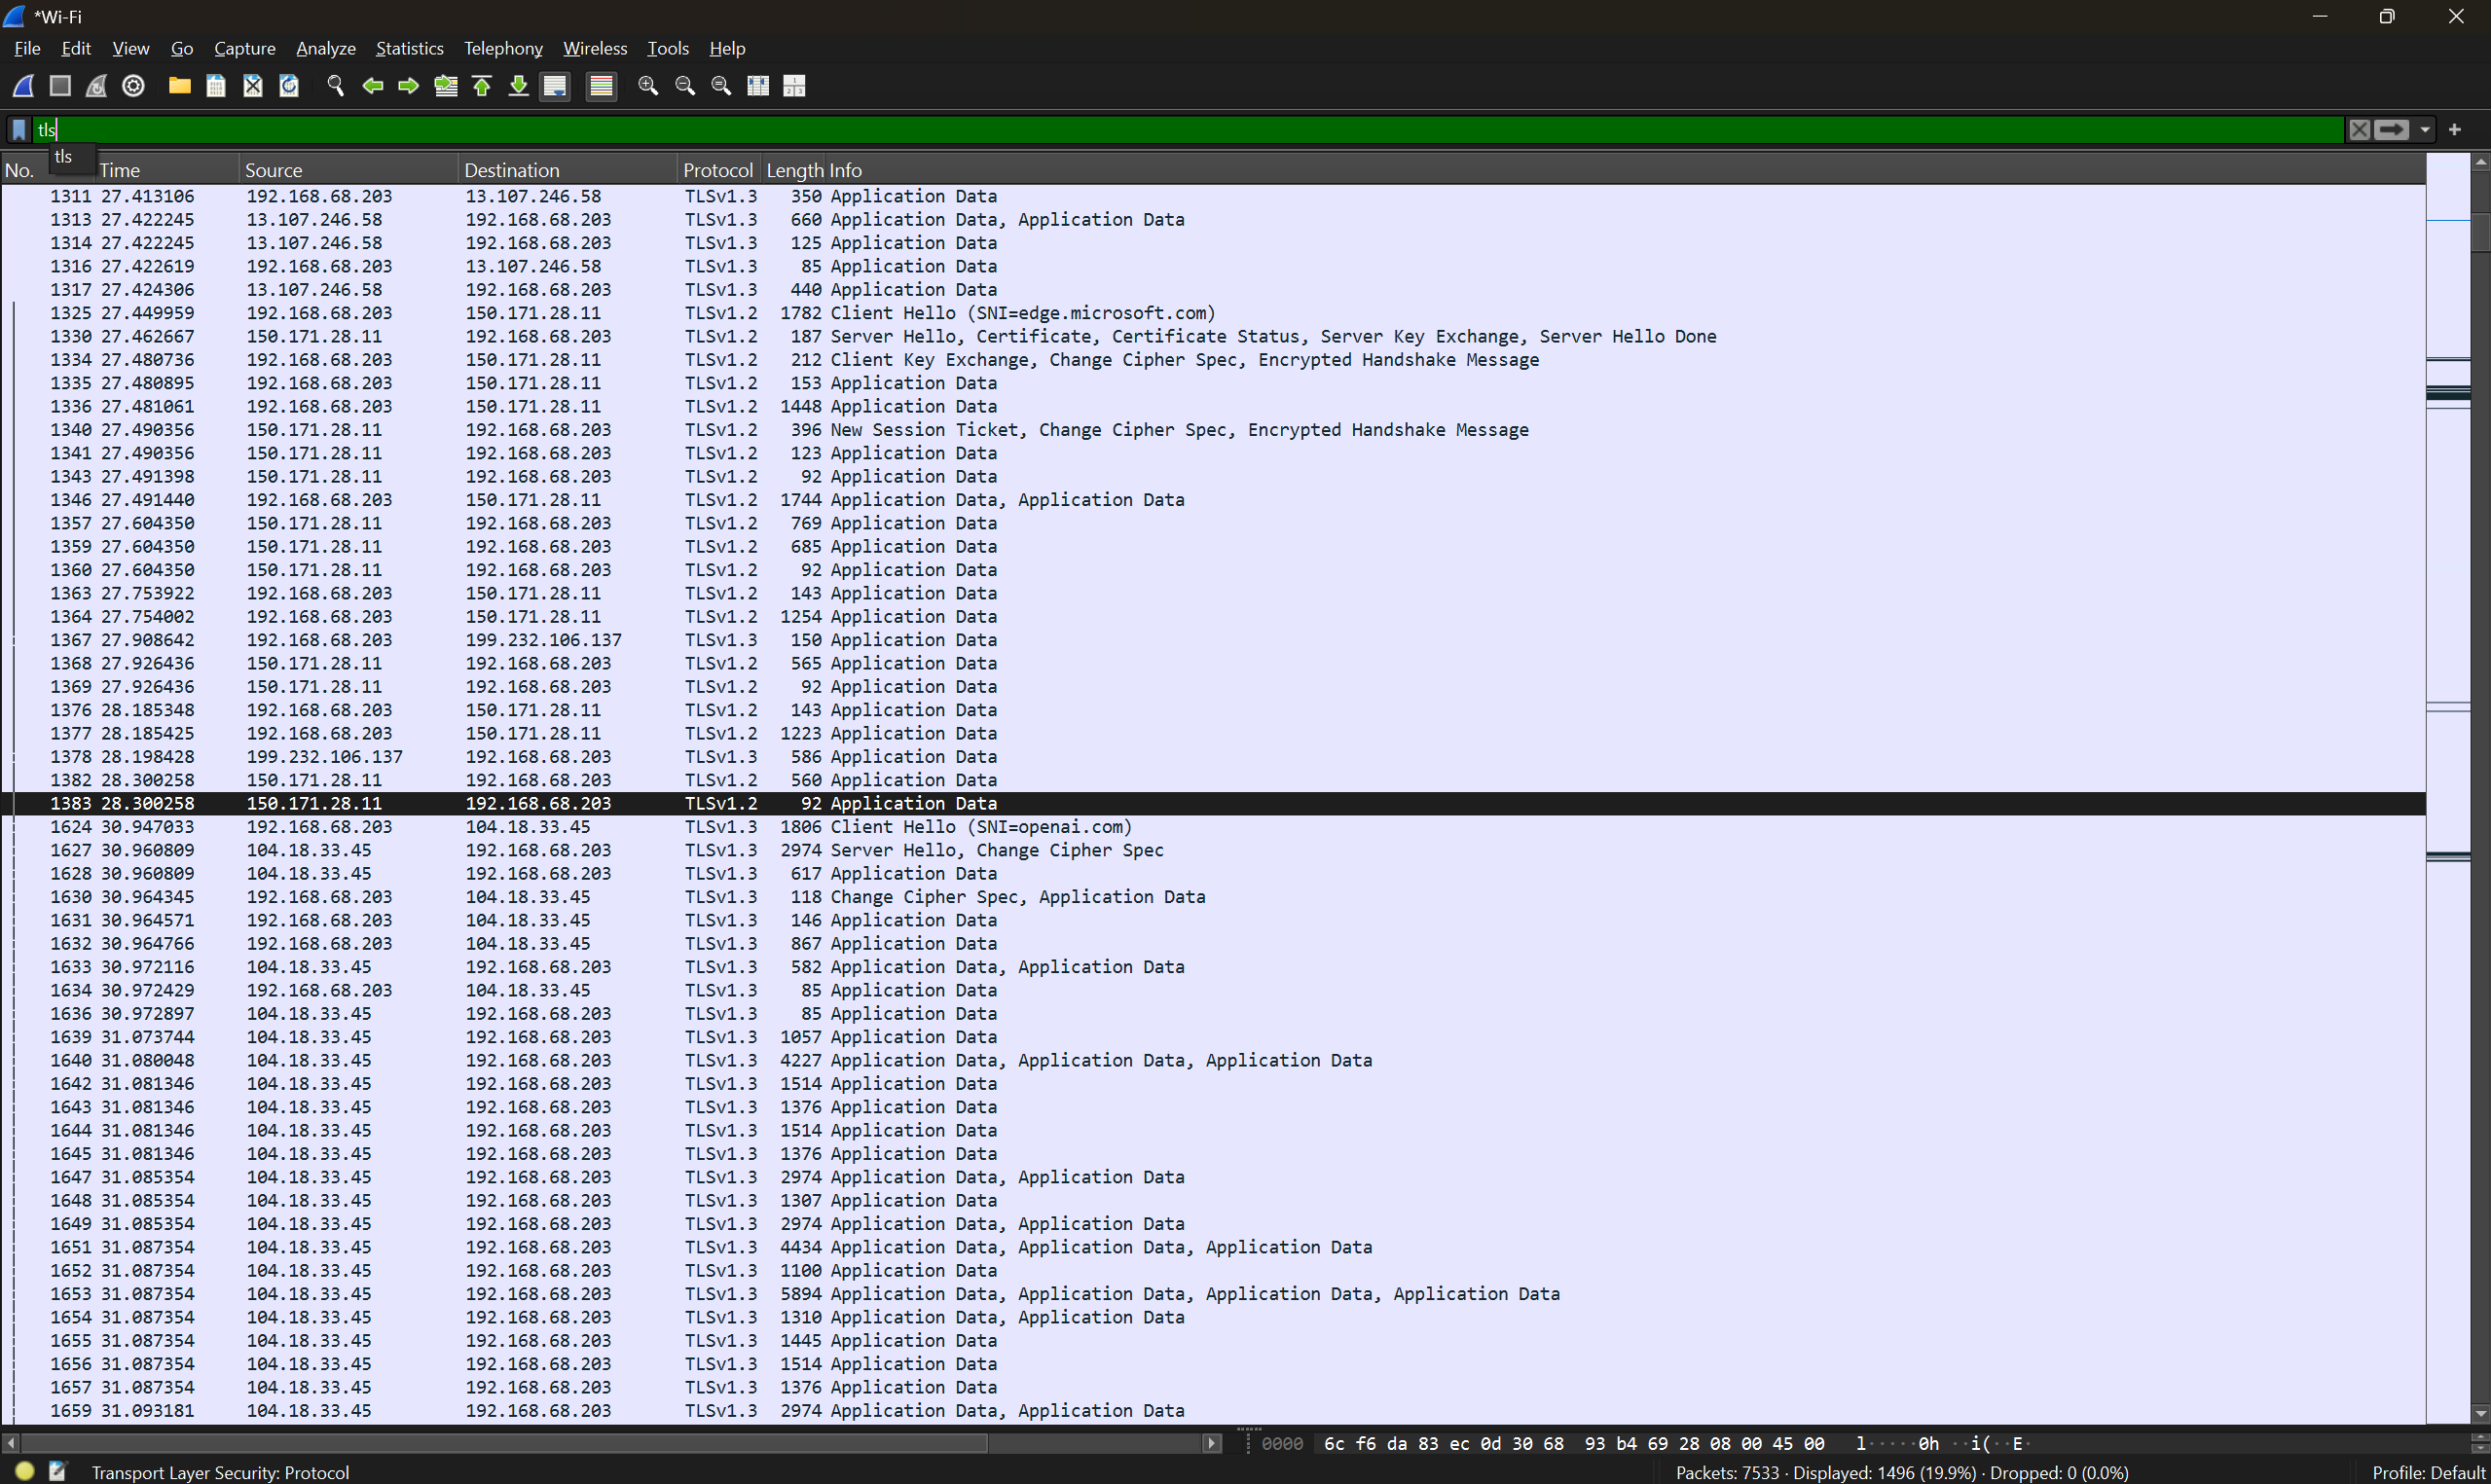 *Wi-Fi
File Edit View Go Capture Analyze Statistics Telephony Wireless Tools Help
tls
tls
No. Time Source Destination Protocol Length Info
1311 27.413106 192.168.68.203 13.107.246.58 TLSv1.3 350 Application Data
1313 27.422245 13.107.246.58 192.168.68.203 TLSv1.3 660 Application Data, Application Data
1314 27.422245 13.107.246.58 192.168.68.203 TLSv1.3 125 Application Data
1316 27.422619 192.168.68.203 13.107.246.58 TLSv1.3 85 Application Data
1317 27.424306 13.107.246.58 192.168.68.203 TLSv1.3 440 Application Data
1325 27.449959 192.168.68.203 150.171.28.11 TLSv1.2 1782 Client Hello (SNI=edge.microsoft.com)
1330 27.462667 150.171.28.11 192.168.68.203 TLSv1.2 187 Server Hello, Certificate, Certificate Status, Server Key Exchange, Server Hello Done
1334 27.480736 192.168.68.203 150.171.28.11 TLSv1.2 212 Client Key Exchange, Change Cipher Spec, Encrypted Handshake Message
1335 27.480895 192.168.68.203 150.171.28.11 TLSv1.2 153 Application Data
1336 27.481061 192.168.68.203 150.171.28.11 TLSv1.2 1448 Application Data
1340 27.490356 150.171.28.11 192.168.68.203 TLSv1.2 396 New Session Ticket, Change Cipher Spec, Encrypted Handshake Message
1341 27.490356 150.171.28.11 192.168.68.203 TLSv1.2 123 Application Data
1343 27.491398 150.171.28.11 192.168.68.203 TLSv1.2 92 Application Data
1346 27.491440 192.168.68.203 150.171.28.11 TLSv1.2 1744 Application Data, Application Data
1357 27.604350 150.171.28.11 192.168.68.203 TLSv1.2 769 Application Data
1359 27.604350 150.171.28.11 192.168.68.203 TLSv1.2 685 Application Data
1360 27.604350 150.171.28.11 192.168.68.203 TLSv1.2 92 Application Data
1363 27.753922 192.168.68.203 150.171.28.11 TLSv1.2 143 Application Data
1364 27.754002 192.168.68.203 150.171.28.11 TLSv1.2 1254 Application Data
1367 27.908642 192.168.68.203 199.232.106.137 TLSv1.3 150 Application Data
1368 27.926436 150.171.28.11 192.168.68.203 TLSv1.2 565 Application Data
1369 27.926436 150.171.28.11 192.168.68.203 TLSv1.2 92 Application Data
1376 28.185348 192.168.68.203 150.171.28.11 TLSv1.2 143 Application Data
1377 28.185425 192.168.68.203 150.171.28.11 TLSv1.2 1223 Application Data
1378 28.198428 199.232.106.137 192.168.68.203 TLSv1.3 586 Application Data
1382 28.300258 150.171.28.11 192.168.68.203 TLSv1.2 560 Application Data
1383 28.300258 150.171.28.11 192.168.68.203 TLSv1.2 92 Application Data
1624 30.947033 192.168.68.203 104.18.33.45 TLSv1.3 1806 Client Hello (SNI=openai.com)
1627 30.960809 104.18.33.45 192.168.68.203 TLSv1.3 2974 Server Hello, Change Cipher Spec
1628 30.960809 104.18.33.45 192.168.68.203 TLSv1.3 617 Application Data
1630 30.964345 192.168.68.203 104.18.33.45 TLSv1.3 118 Change Cipher Spec, Application Data
1631 30.964571 192.168.68.203 104.18.33.45 TLSv1.3 146 Application Data
1632 30.964766 192.168.68.203 104.18.33.45 TLSv1.3 867 Application Data
1633 30.972116 104.18.33.45 192.168.68.203 TLSv1.3 582 Application Data, Application Data
1634 30.972429 192.168.68.203 104.18.33.45 TLSv1.3 85 Application Data
1636 30.972897 104.18.33.45 192.168.68.203 TLSv1.3 85 Application Data
1639 31.073744 104.18.33.45 192.168.68.203 TLSv1.3 1057 Application Data
1640 31.080048 104.18.33.45 192.168.68.203 TLSv1.3 4227 Application Data, Application Data, Application Data
1642 31.081346 104.18.33.45 192.168.68.203 TLSv1.3 1514 Application Data
1643 31.081346 104.18.33.45 192.168.68.203 TLSv1.3 1376 Application Data
1644 31.081346 104.18.33.45 192.168.68.203 TLSv1.3 1514 Application Data
1645 31.081346 104.18.33.45 192.168.68.203 TLSv1.3 1376 Application Data
1647 31.085354 104.18.33.45 192.168.68.203 TLSv1.3 2974 Application Data, Application Data
1648 31.085354 104.18.33.45 192.168.68.203 TLSv1.3 1307 Application Data
1649 31.085354 104.18.33.45 192.168.68.203 TLSv1.3 2974 Application Data, Application Data
1651 31.087354 104.18.33.45 192.168.68.203 TLSv1.3 4434 Application Data, Application Data, Application Data
1652 31.087354 104.18.33.45 192.168.68.203 TLSv1.3 1100 Application Data
1653 31.087354 104.18.33.45 192.168.68.203 TLSv1.3 5894 Application Data, Application Data, Application Data, Application Data
1654 31.087354 104.18.33.45 192.168.68.203 TLSv1.3 1310 Application Data, Application Data
1655 31.087354 104.18.33.45 192.168.68.203 TLSv1.3 1445 Application Data
1656 31.087354 104.18.33.45 192.168.68.203 TLSv1.3 1514 Application Data
1657 31.087354 104.18.33.45 192.168.68.203 TLSv1.3 1376 Application Data
1659 31.093181 104.18.33.45 192.168.68.203 TLSv1.3 2974 Application Data, Application Data
0000 6c f6 da 83 ec 0d 30 68 93 b4 69 28 08 00 45 00 l·····0h ··i(··E·
Transport Layer Security: Protocol Packets: 7533 · Displayed: 1496 (19.9%) · Dropped: 0 (0.0%) Profile: Default